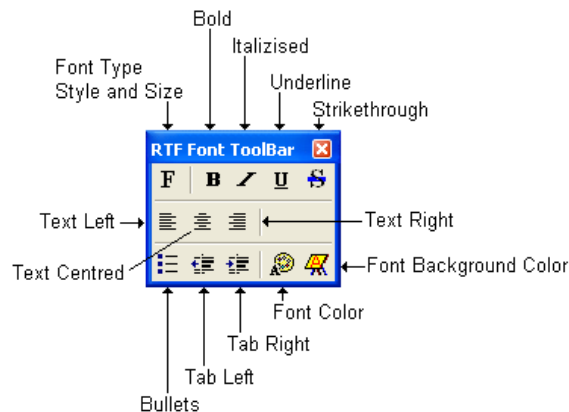 Bold
Italizised
Font Type
Style and Size
Underline
Strikethrough
RTF Font ToolBar
F B I U S
Text Left
Text Right
Text Centred
A
A
Font Background Color
Font Color
Tab Right
Tab Left
Bullets